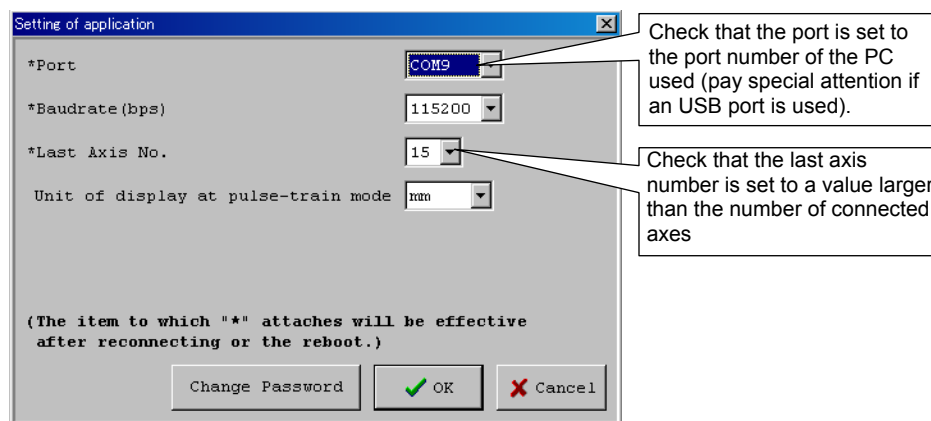 Setting of application
*Port
COM9
*Baudrate(bps)
115200
*Last Axis No.
15
Unit of display at pulse-train mode
mm
(The item to which "*" attaches will be effective
after reconnecting or the reboot.)
Change Password
OK
Cancel
Check that the port is set to
the port number of the PC
used (pay special attention if
an USB port is used).
Check that the last axis
number is set to a value larger
than the number of connected
axes